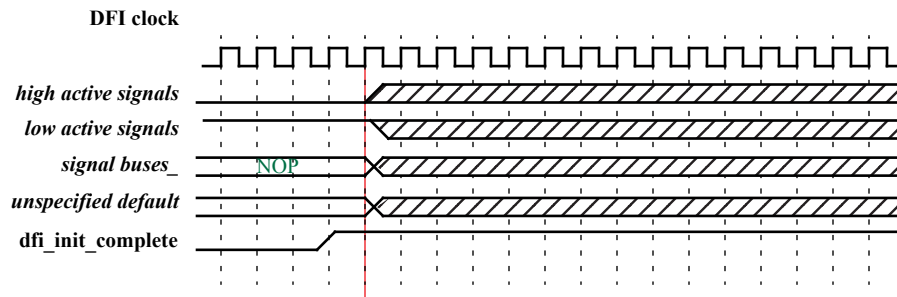 DFI clock
high active signals
low active signals
signal buses_ NOP
unspecified default
dfi_init_complete